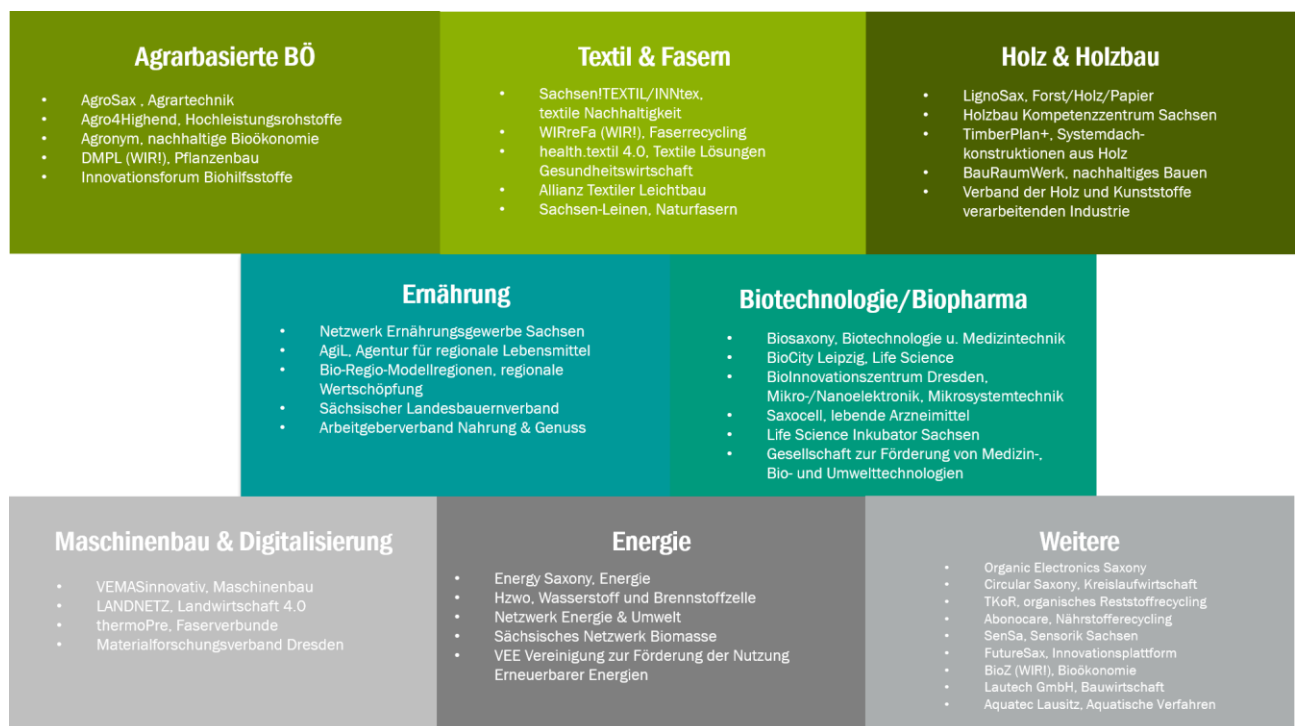 Agrarbasierte BÖ
• AgroSax , Agrartechnik
• Agro4Highend, Hochleistungsrohstoffe
• Agronym, nachhaltige Bioökonomie
• DMPL (WIR!), Pflanzenbau
• Innovationsforum Biohilfsstoffe
Textil & Fasern
• Sachsen!TEXTIL/INNtex,
textile Nachhaltigkeit
• WIRreFa (WIR!), Faserrecycling
• health.textil 4.0, Textile Lösungen
Gesundheitswirtschaft
• Allianz Textiler Leichtbau
• Sachsen-Leinen, Naturfasern
Holz & Holzbau
• LignoSax, Forst/Holz/Papier
• Holzbau Kompetenzzentrum Sachsen
• TimberPlan+, Systemdach-
konstruktionen aus Holz
• BauRaumWerk, nachhaltiges Bauen
• Verband der Holz und Kunststoffe
verarbeitenden Industrie
Ernährung
• Netzwerk Ernährungsgewerbe Sachsen
• AgiL, Agentur für regionale Lebensmittel
• Bio-Regio-Modellregionen, regionale
Wertschöpfung
• Sächsischer Landesbauernverband
• Arbeitgeberverband Nahrung & Genuss
Biotechnologie/Biopharma
• Biosaxony, Biotechnologie u. Medizintechnik
• BioCity Leipzig, Life Science
• BioInnovationszentrum Dresden,
Mikro-/Nanoelektronik, Mikrosystemtechnik
• Saxocell, lebende Arzneimittel
• Life Science Inkubator Sachsen
• Gesellschaft zur Förderung von Medizin-,
Bio- und Umwelttechnologien
Maschinenbau & Digitalisierung
• VEMASinnovativ, Maschinenbau
• LANDNETZ, Landwirtschaft 4.0
• thermoPre, Faserverbunde
• Materialforschungsverband Dresden
Energie
• Energy Saxony, Energie
• Hzwo, Wasserstoff und Brennstoffzelle
• Netzwerk Energie & Umwelt
• Sächsisches Netzwerk Biomasse
• VEE Vereinigung zur Förderung der Nutzung
Erneuerbarer Energien
Weitere
• Organic Electronics Saxony
• Circular Saxony, Kreislaufwirtschaft
• TKoR, organisches Reststoffrecycling
• Abonocare, Nährstofferecycling
• SenSa, Sensorik Sachsen
• FutureSax, Innovationsplattform
• BioZ (WIR!), Bioökonomie
• Lautech GmbH, Bauwirtschaft
• Aquatec Lausitz, Aquatische Verfahren